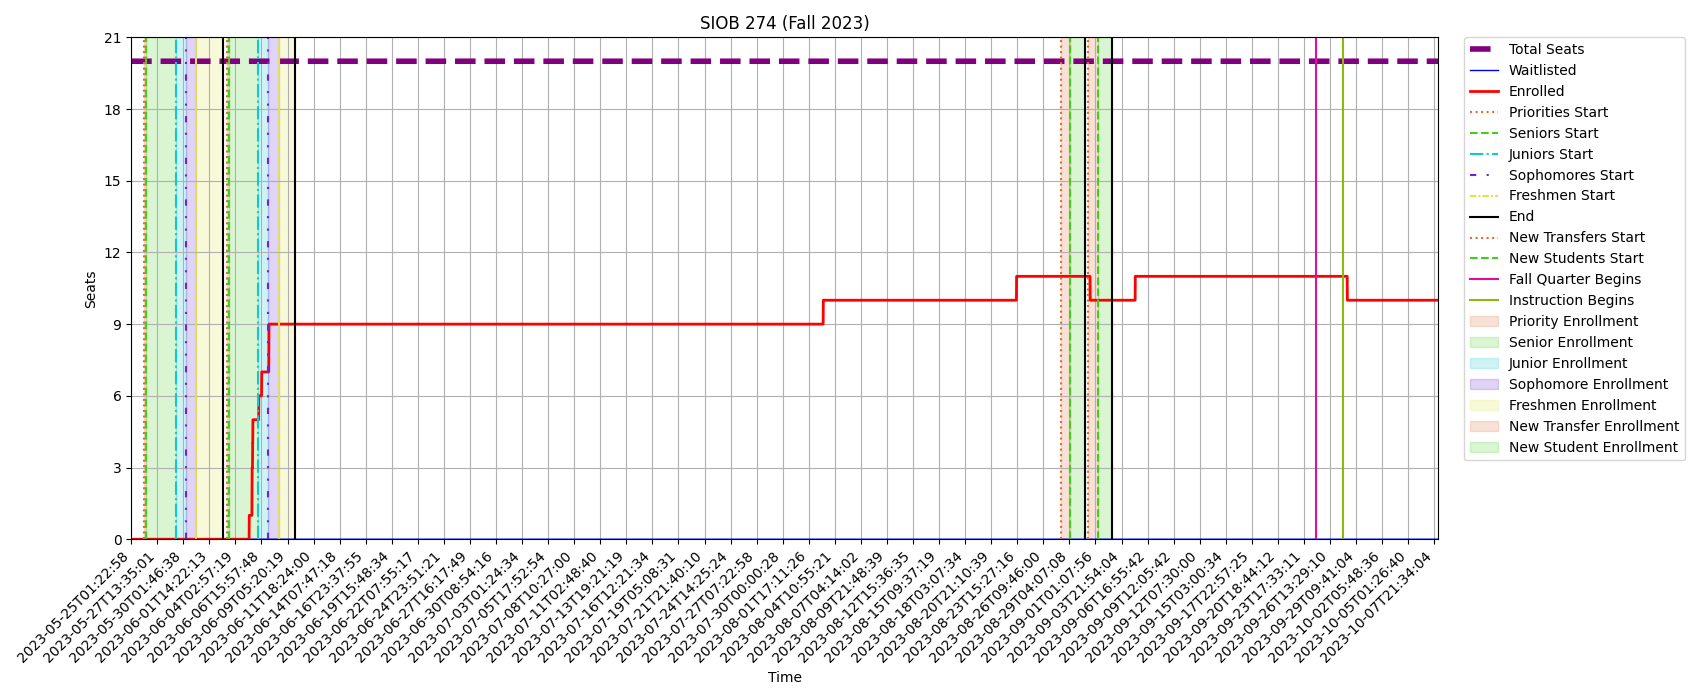 SIOB 274 (Fall 2023)
21
18
15
12
9
6
3
0
Seats
2023-05-25T01:22:58
2023-05-27T13:35:01
2023-05-30T01:46:38
2023-06-01T14:22:13
2023-06-04T02:57:19
2023-06-06T15:57:48
2023-06-09T05:20:19
2023-06-11T18:24:00
2023-06-14T07:47:18
2023-06-16T23:37:55
2023-06-19T15:48:34
2023-06-22T07:55:17
2023-06-24T23:51:21
2023-06-27T16:17:49
2023-06-30T08:54:16
2023-07-03T01:24:34
2023-07-05T17:52:54
2023-07-08T10:27:00
2023-07-11T02:48:40
2023-07-13T19:21:19
2023-07-16T12:21:34
2023-07-19T05:08:31
2023-07-21T21:40:10
2023-07-24T14:25:24
2023-07-27T07:22:58
2023-07-30T00:00:28
2023-08-01T17:11:26
2023-08-04T10:55:21
2023-08-07T04:14:02
2023-08-09T21:48:39
2023-08-12T15:36:35
2023-08-15T09:37:19
2023-08-18T03:07:34
2023-08-20T21:10:39
2023-08-23T15:27:16
2023-08-26T09:46:00
2023-08-29T04:07:08
2023-09-01T01:07:56
2023-09-03T21:54:04
2023-09-06T16:55:42
2023-09-09T12:05:42
2023-09-12T07:30:00
2023-09-15T03:00:34
2023-09-17T22:57:25
2023-09-20T18:44:12
2023-09-23T17:33:11
2023-09-26T13:29:10
2023-09-29T09:41:04
2023-10-02T05:48:36
2023-10-05T01:26:40
2023-10-07T21:34:04
Time
Total Seats
Waitlisted
Enrolled
Priorities Start
Seniors Start
Juniors Start
Sophomores Start
Freshmen Start
End
New Transfers Start
New Students Start
Fall Quarter Begins
Instruction Begins
Priority Enrollment
Senior Enrollment
Junior Enrollment
Sophomore Enrollment
Freshmen Enrollment
New Transfer Enrollment
New Student Enrollment